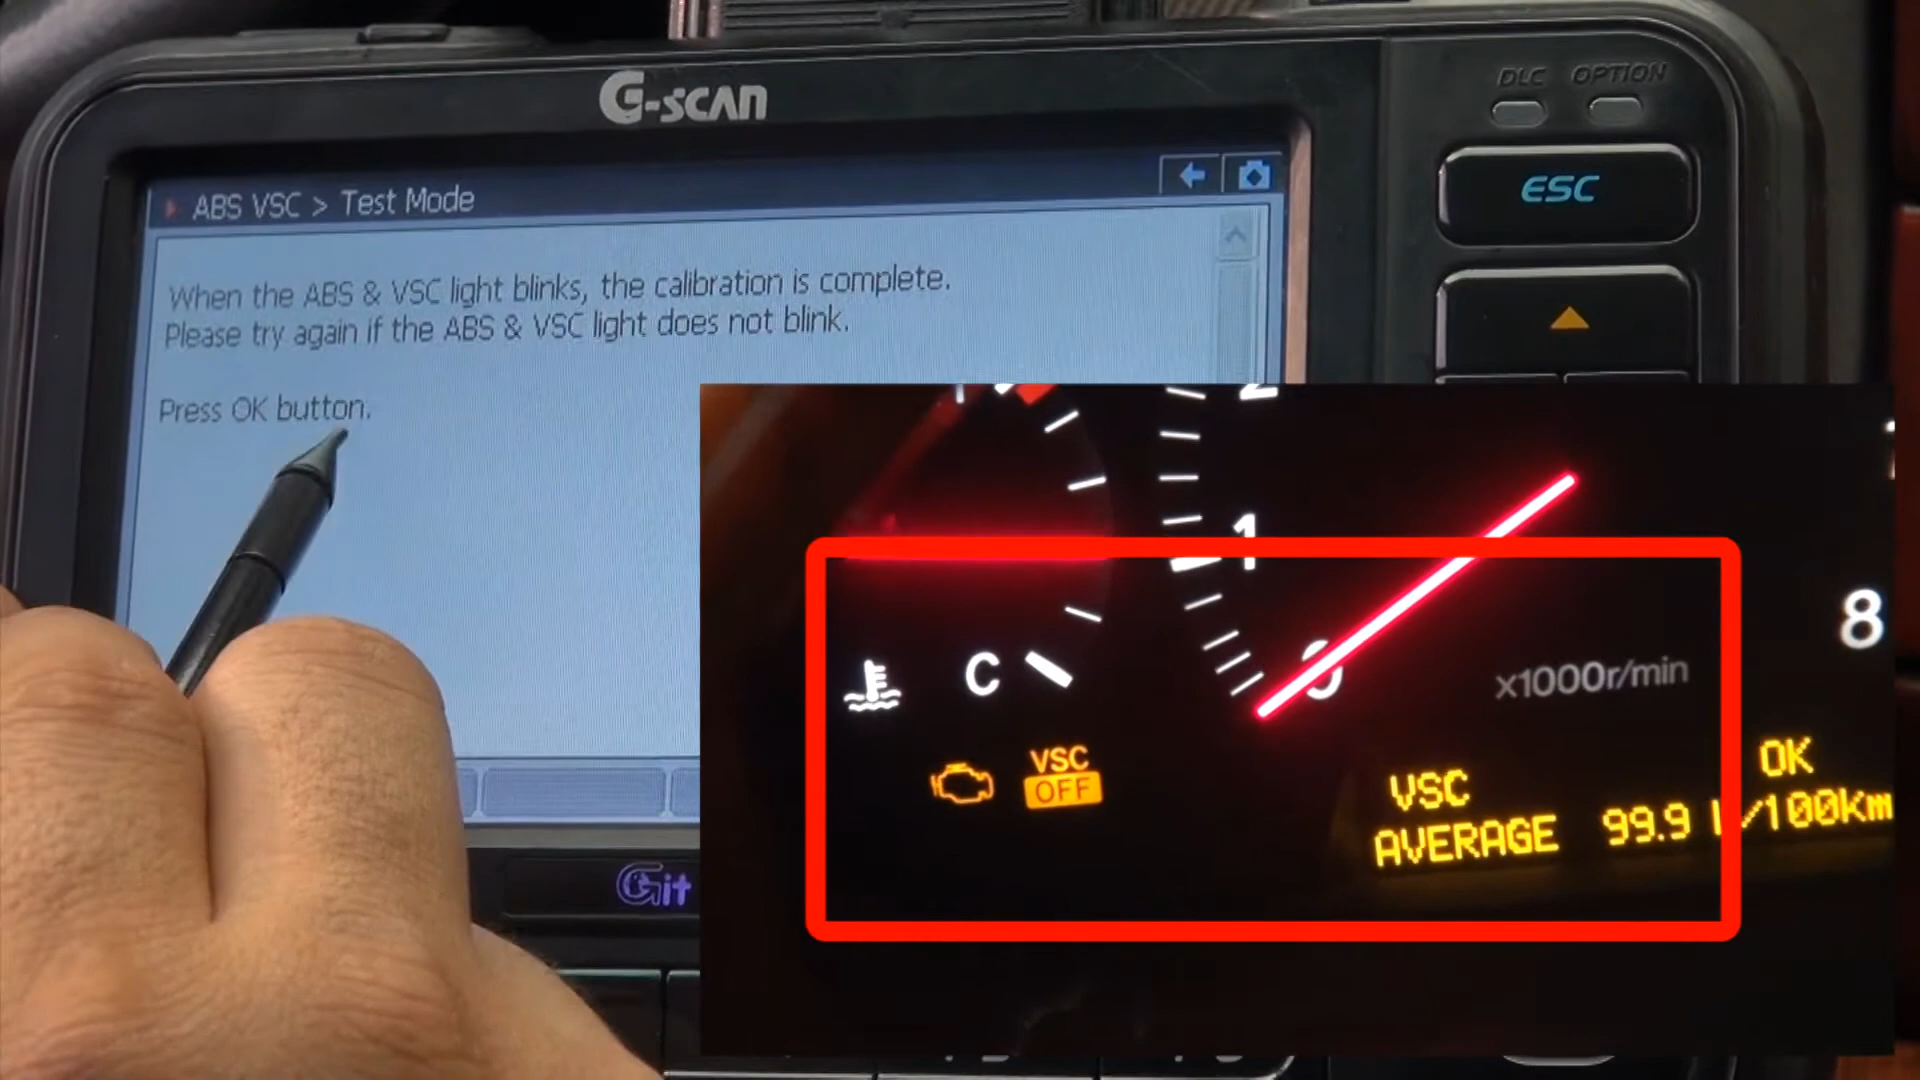 G-SCAN
DLC OPTION
ESC
ABS VSC > Test Mode
When the ABS & VSC light blinks, the calibration is complete.
Please try again if the ABS & VSC light does not blink.
Press OK button.
Git
2
1
0
8
x1000r/min
C
VSC
OFF
VSC OK
AVERAGE 99.9 l/100km